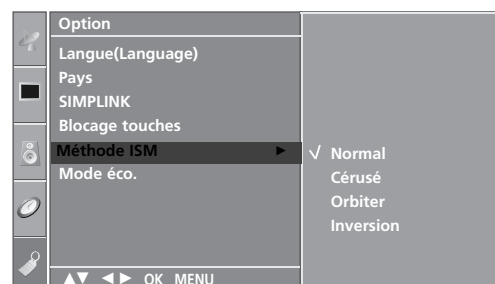 Option
Langue(Language)
Pays
SIMPLINK
Blocage touches
Méthode ISM ►
Mode éco.
√ Normal
Cérusé
Orbiter
Inversion
▲▼ ◄► OK MENU